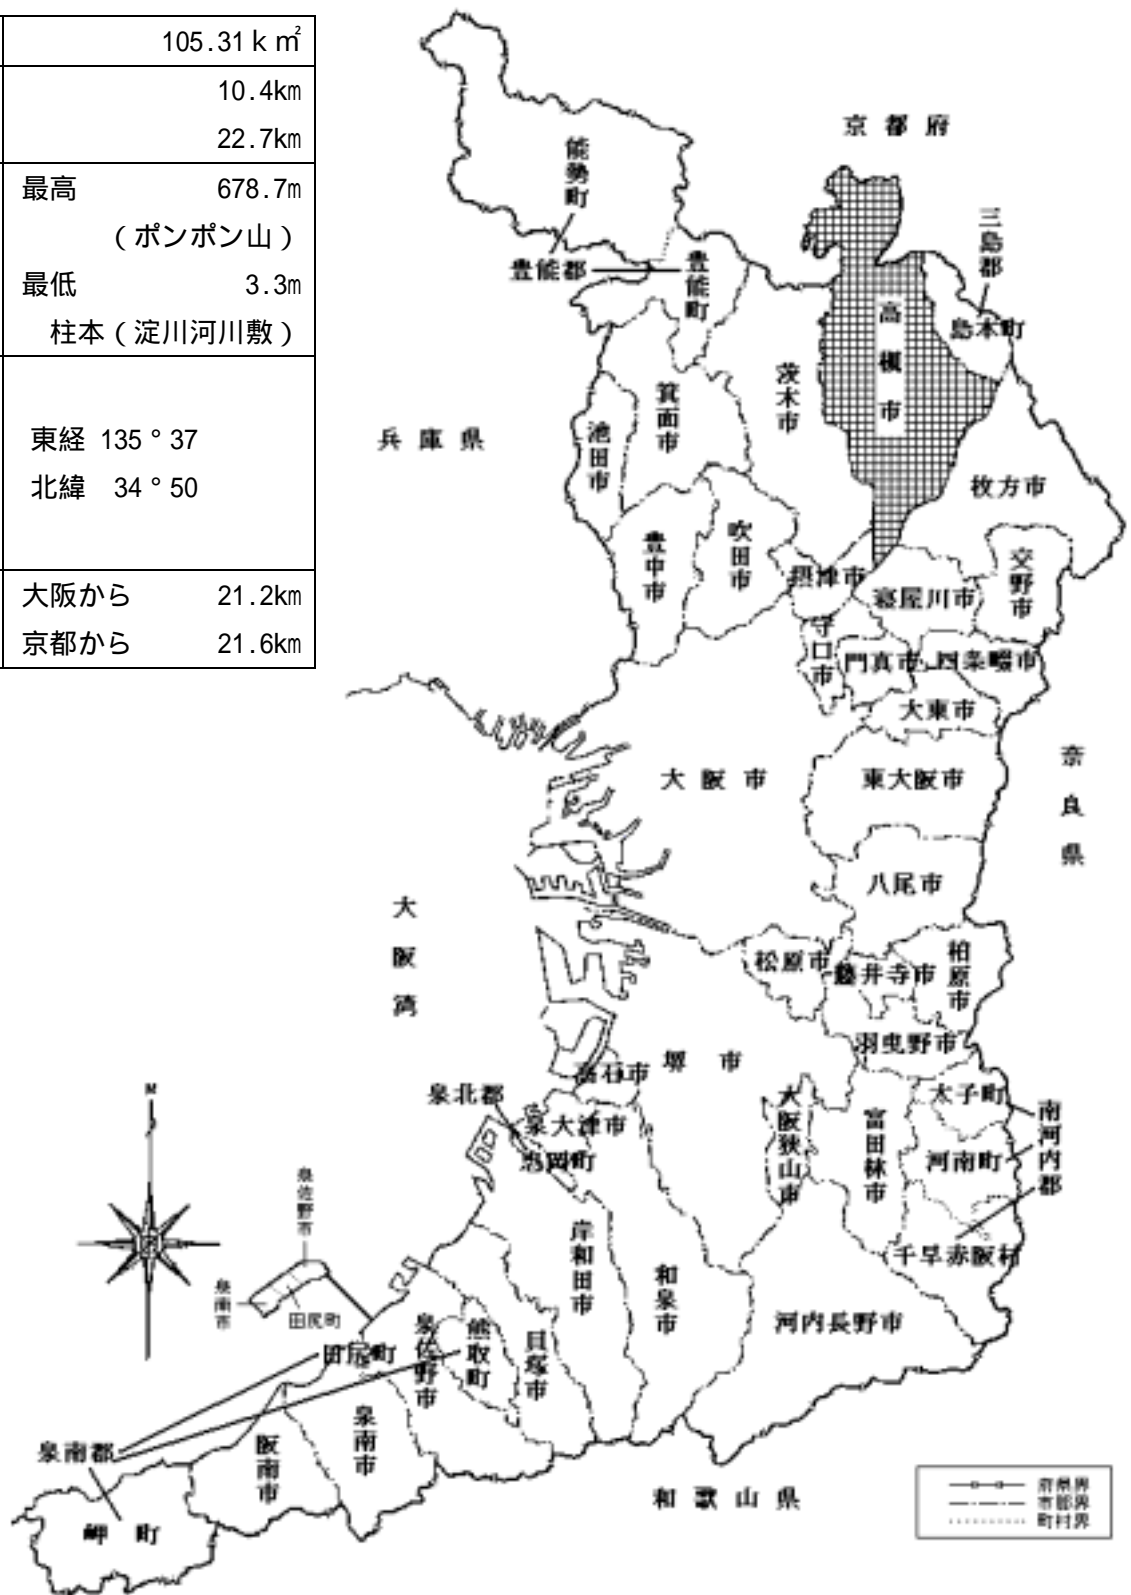 105.31ｋ㎡
10.4km
22.7km
最高 678.7m
（ポンポン山）
最低 3.3m
柱本（淀川河川敷）
東経 135°37
北緯 34°50
大阪から 21.2km
京都から 21.6km
京都府
能勢町
三島郡
豊能郡
豊能町
高槻市
島本町
茨木市
箕面市
池田市
兵庫県
枚方市
吹田市
豊中市
摂津市
交野市
寝屋川市
守口市
門真市
四条畷市
大東市
大阪市
東大阪市
奈良県
八尾市
大阪湾
松原市
藤井寺市
柏原市
羽曳野市
堺市
高石市
泉北郡
泉大津市
忠岡町
大阪狭山市
富田林市
太子町
南河内郡
河南町
千早赤阪村
岸和田市
和泉市
河内長野市
泉佐野市
泉南市
田尻町
田尻町
泉佐野市
熊取町
貝塚市
泉南郡
阪南市
泉南市
岬町
和歌山県
府県界
市郡界
町村界
N